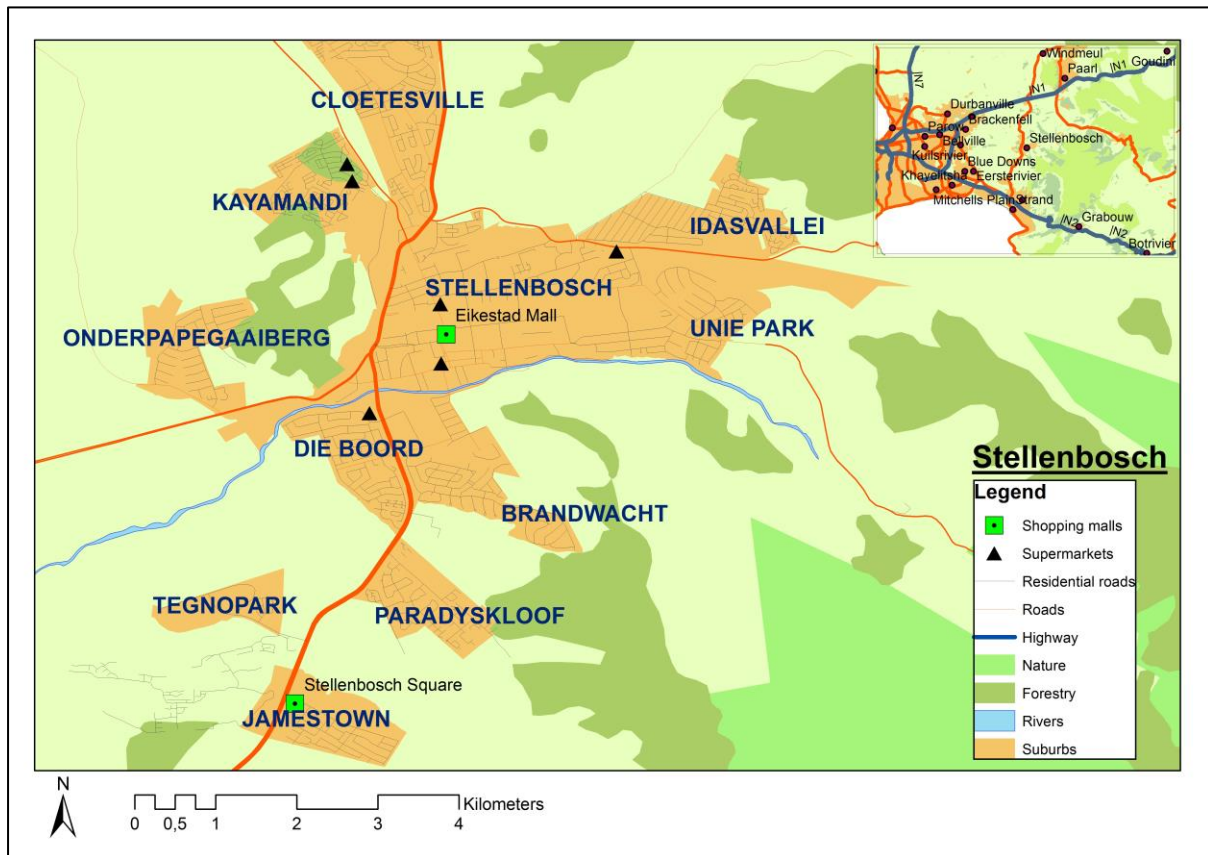 CLOETESVILLE
KAYAMANDI
IDASVALLEI
STELLENBOSCH
Eikestad Mall
ONDERPAPEGAAIBERG
UNIE PARK
DIE BOORD
BRANDWACHT
TEGNOPARK
PARADYSKLOOF
Stellenbosch Square
JAMESTOWN
Windmeul
Paarl
Goudini
N1
N1
N7
Durbanville
Brackenfell
Parow
Bellville
Stellenbosch
Kuilsrivier
Blue Downs
Khayelitsha
Eersterivier
Mitchells Plain
Strand
N2
Grabouw
N2
Botrivier
Stellenbosch
Legend
Shopping malls
Supermarkets
Residential roads
Roads
Highway
Nature
Forestry
Rivers
Suburbs
N
Kilometers
0 0,5 1 2 3 4